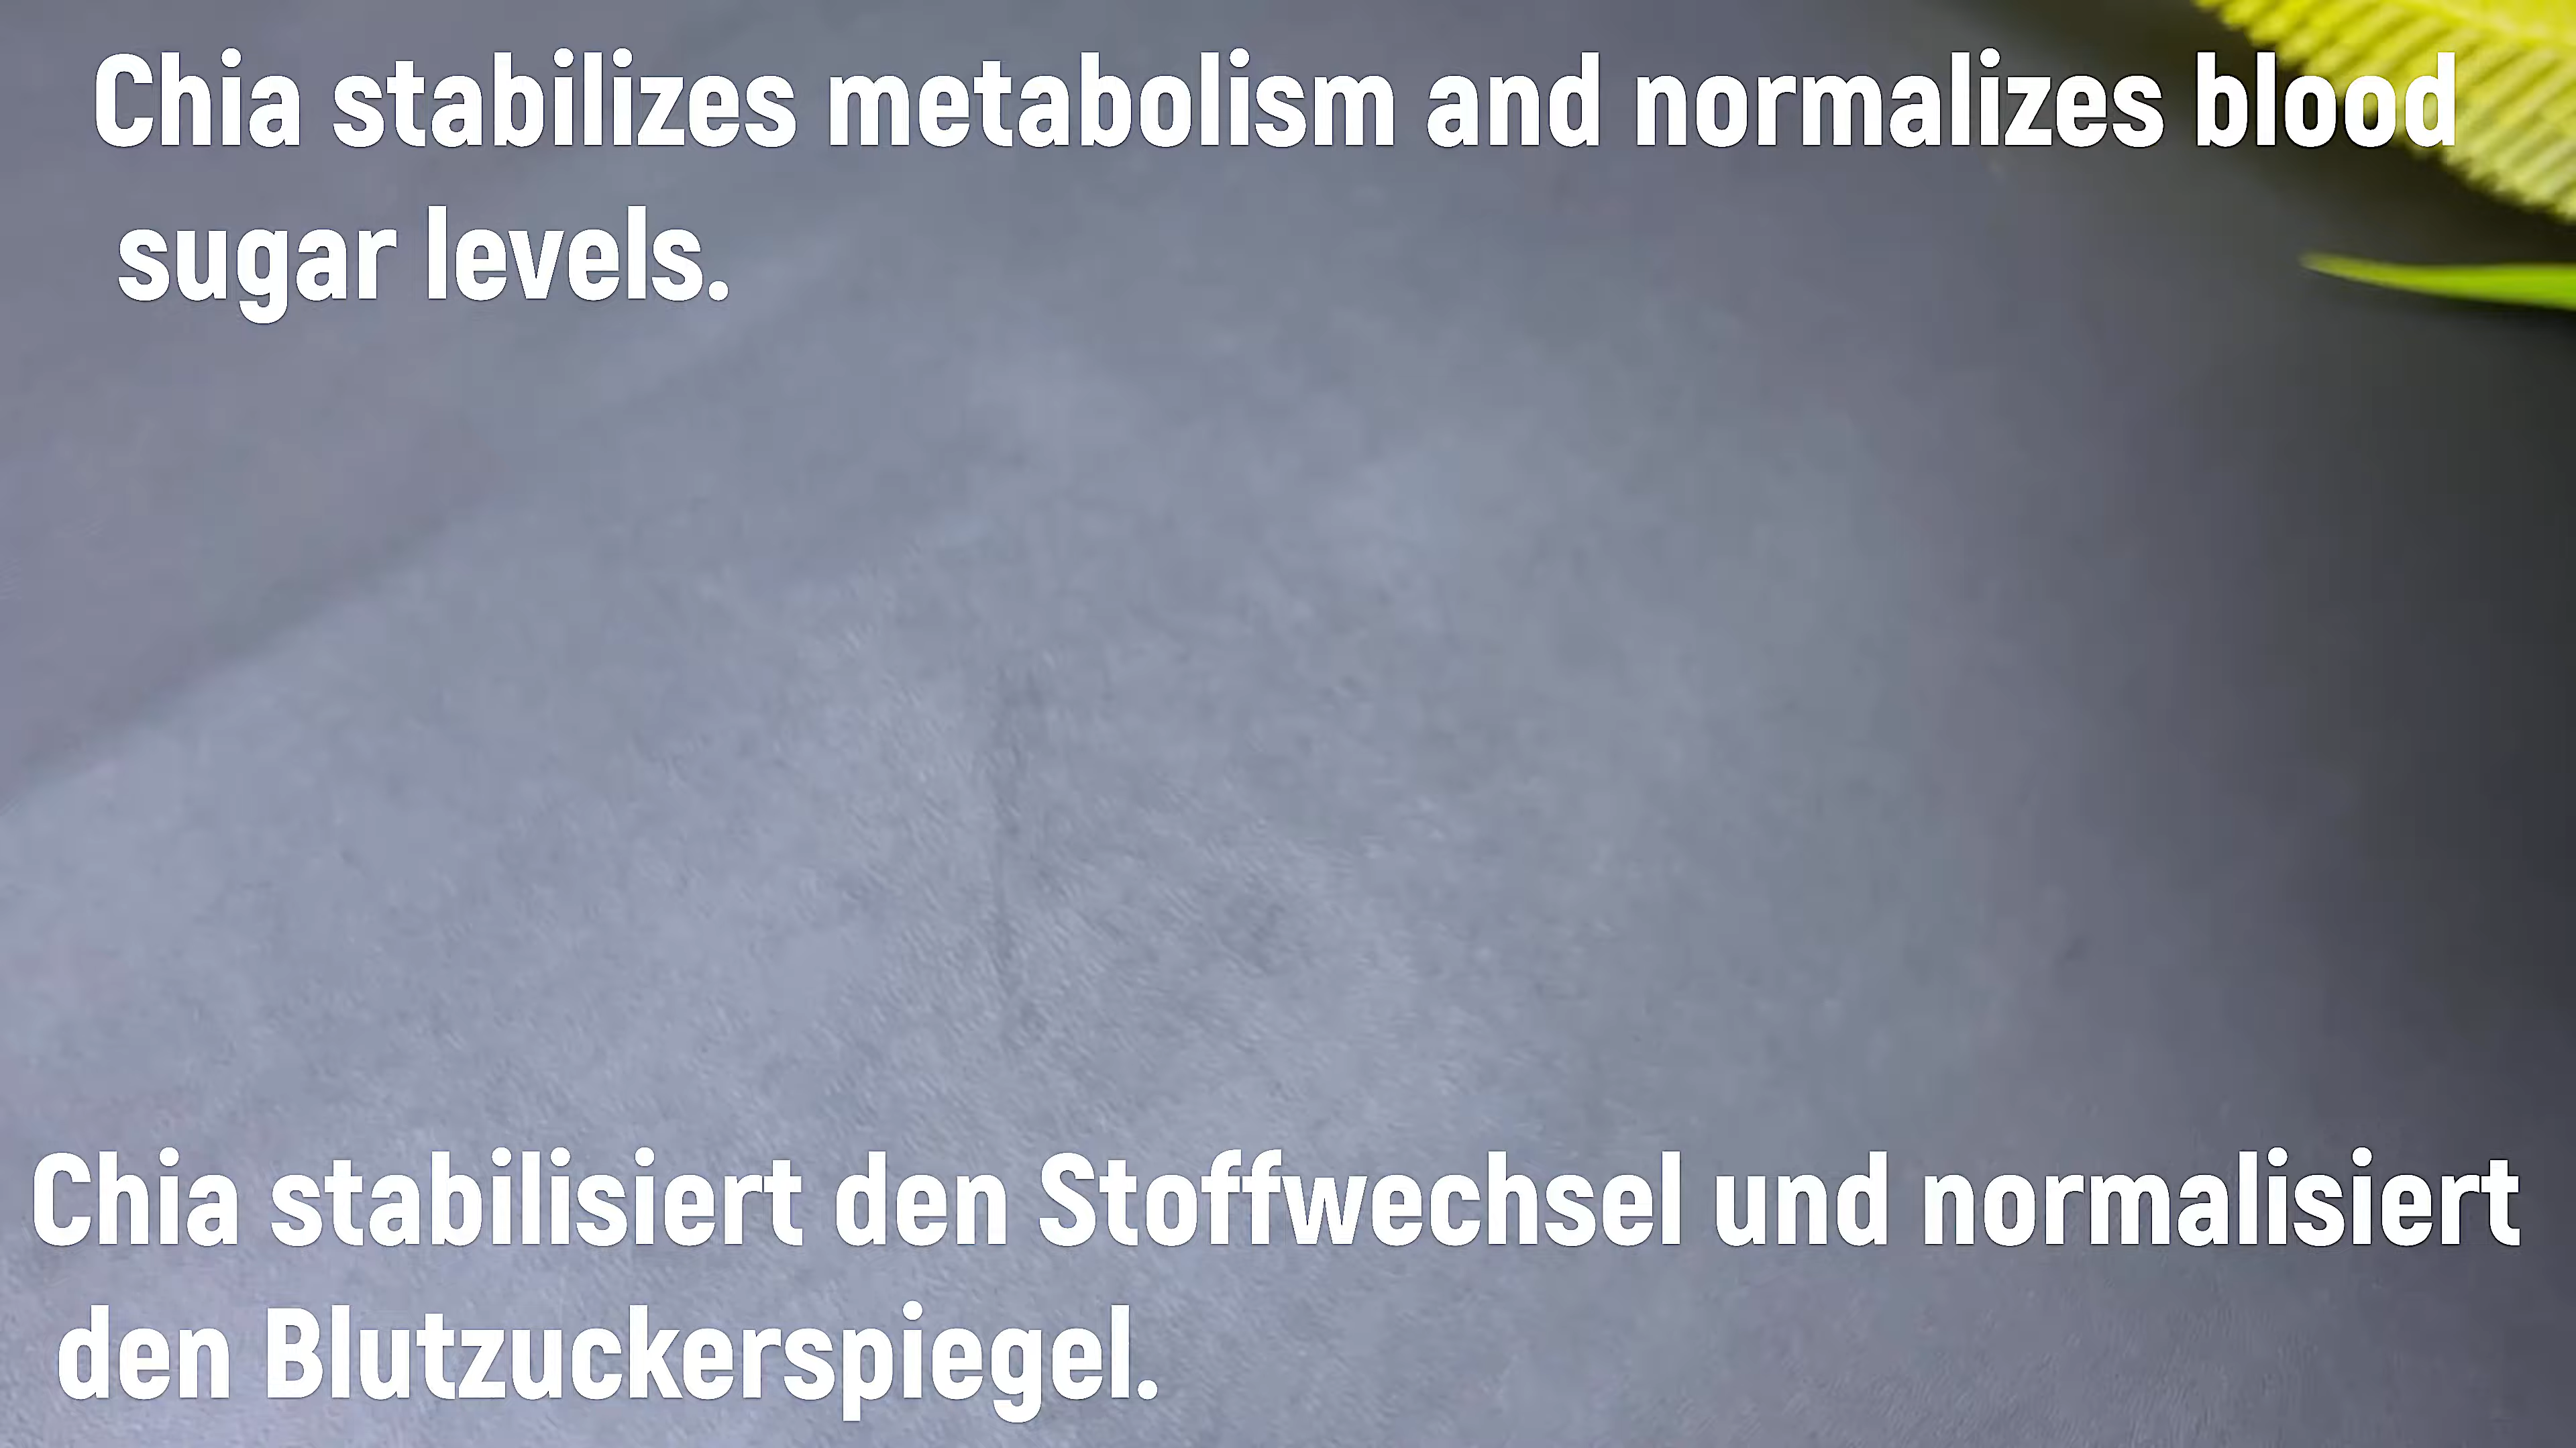 Chia stabilizes metabolism and normalizes blood
sugar levels.
Chia stabilisiert den Stoffwechsel und normalisiert
den Blutzuckerspiegel.